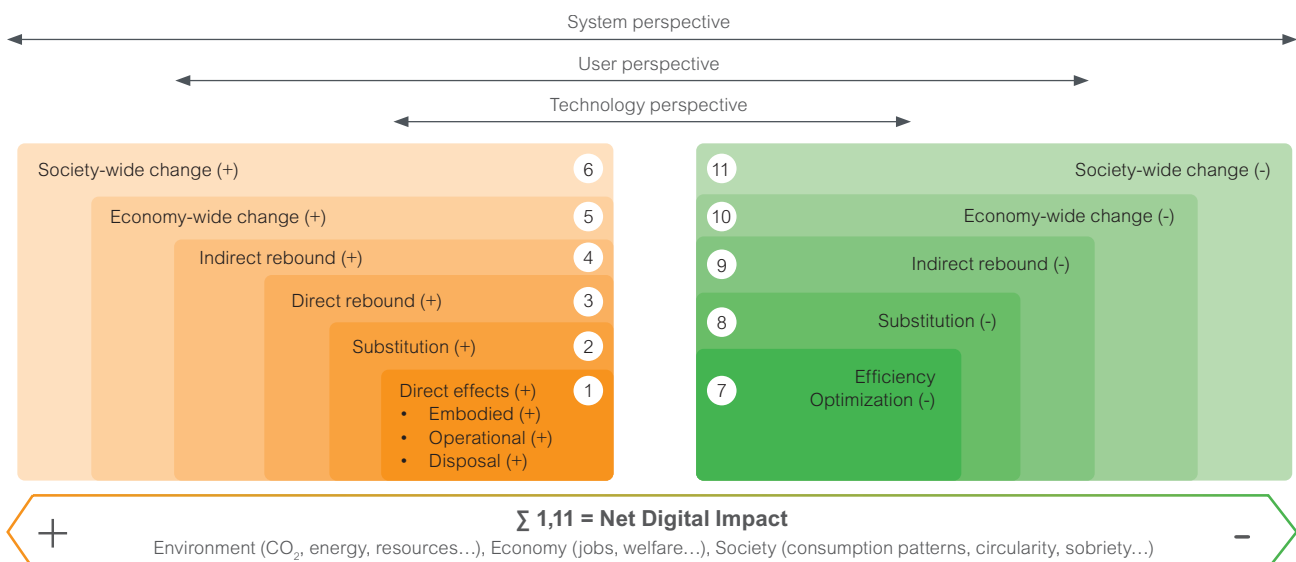 System perspective
User perspective
Technology perspective
Society-wide change (+)
6
Economy-wide change (+)
5
Indirect rebound (+)
4
Direct rebound (+)
3
Substitution (+)
2
Direct effects (+)
1
• Embodied (+)
• Operational (+)
• Disposal (+)
11
Society-wide change (-)
10
Economy-wide change (-)
9
Indirect rebound (-)
8
Substitution (-)
7
Efficiency
Optimization (-)
+
∑ 1,11 = Net Digital Impact
-
Environment (CO₂, energy, resources…), Economy (jobs, welfare…), Society (consumption patterns, circularity, sobriety…)